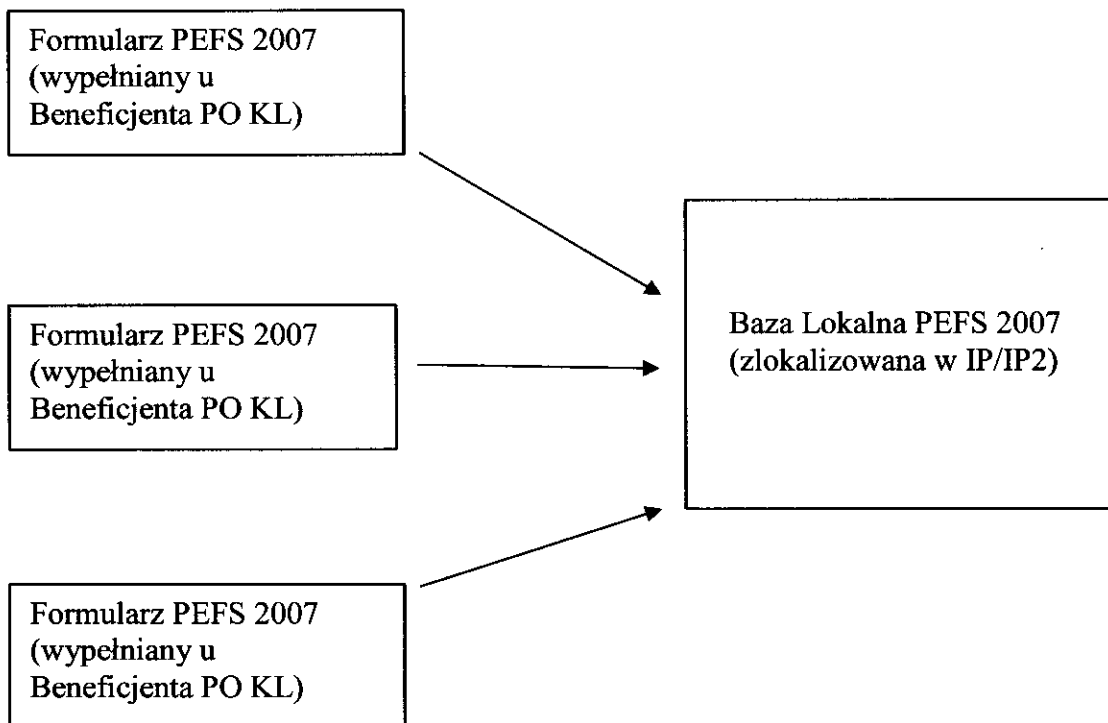 Formularz PEFS 2007
(wypełniany u
Beneficjenta PO KL)
Formularz PEFS 2007
(wypełniany u
Beneficjenta PO KL)
Baza Lokalna PEFS 2007
(zlokalizowana w IP/IP2)
Formularz PEFS 2007
(wypełniany u
Beneficjenta PO KL)